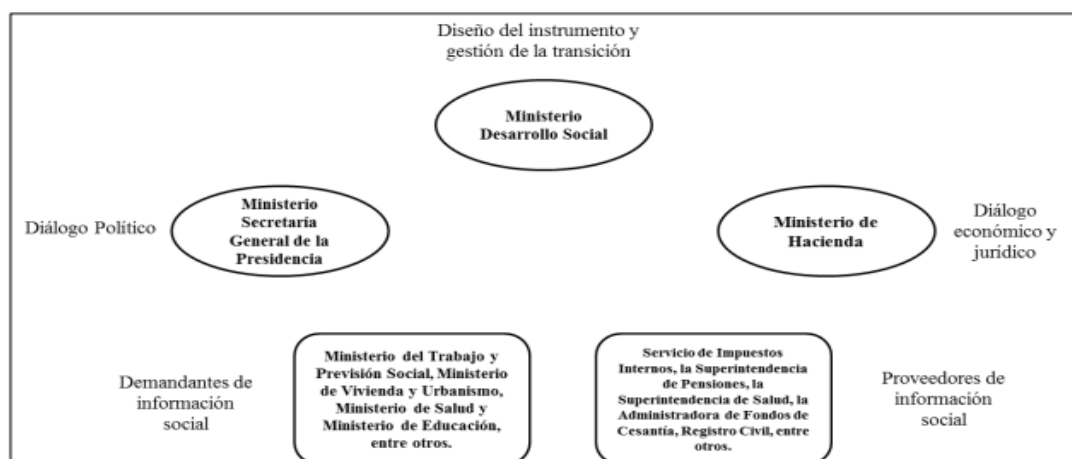 Diseño del instrumento y
gestión de la transición
Ministerio
Desarrollo Social
Diálogo Político
Ministerio
Secretaría
General de la
Presidencia
Ministerio de
Hacienda
Diálogo
económico y
jurídico
Demandantes de
información
social
Ministerio del Trabajo y
Previsión Social, Ministerio
de Vivienda y Urbanismo,
Ministerio de Salud y
Ministerio de Educación,
entre otros.
Servicio de Impuestos
Internos, la Superintendencia
de Pensiones, la
Superintendencia de Salud, la
Administradora de Fondos de
Cesantía, Registro Civil, entre
otros.
Proveedores de
información
social